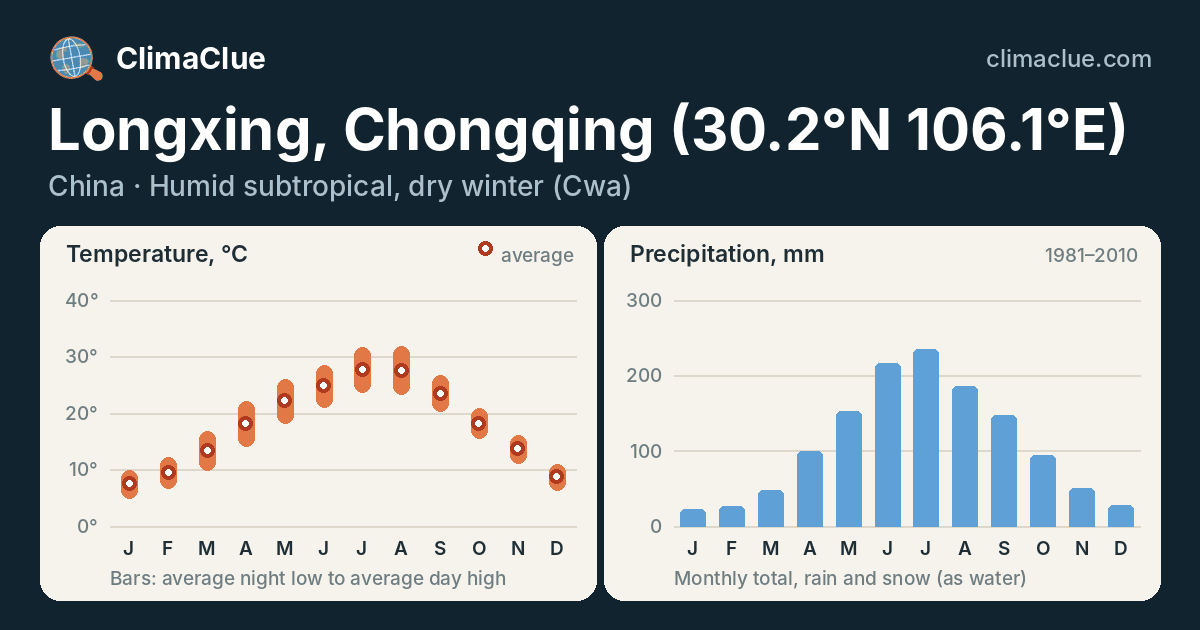 ClimaClue
climaclue.com
Longxing, Chongqing (30.2°N 106.1°E)
China · Humid subtropical, dry winter (Cwa)
Temperature, °C
average
40°
30°
20°
10°
0°
J F M A M J J A S O N D
Bars: average night low to average day high
Precipitation, mm
1981–2010
300
200
100
0
J F M A M J J A S O N D
Monthly total, rain and snow (as water)